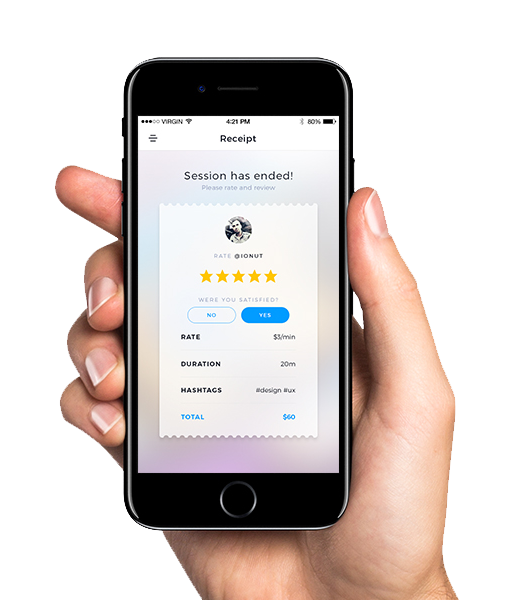 ●●●○○ VIRGIN 4:21 PM 80%
Receipt
Session has ended!
Please rate and review
RATE @IONUT
WERE YOU SATISFIED?
NO YES
RATE $3/min
DURATION 20m
HASHTAGS #design #ux
TOTAL $60